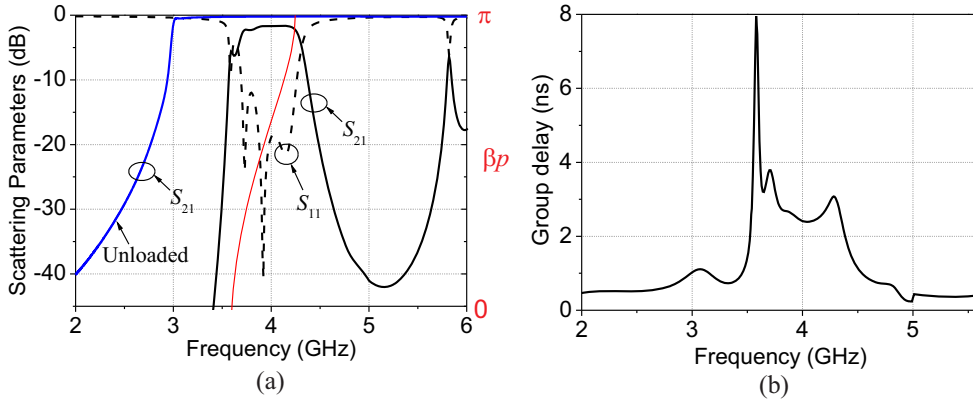 Scattering Parameters (dB)
0
-10
-20
-30
-40
S21
Unloaded
S11
S21
π
βp
0
2 3 4 5 6
Frequency (GHz)
(a)
Group delay (ns)
8
6
4
2
0
2 3 4 5
Frequency (GHz)
(b)